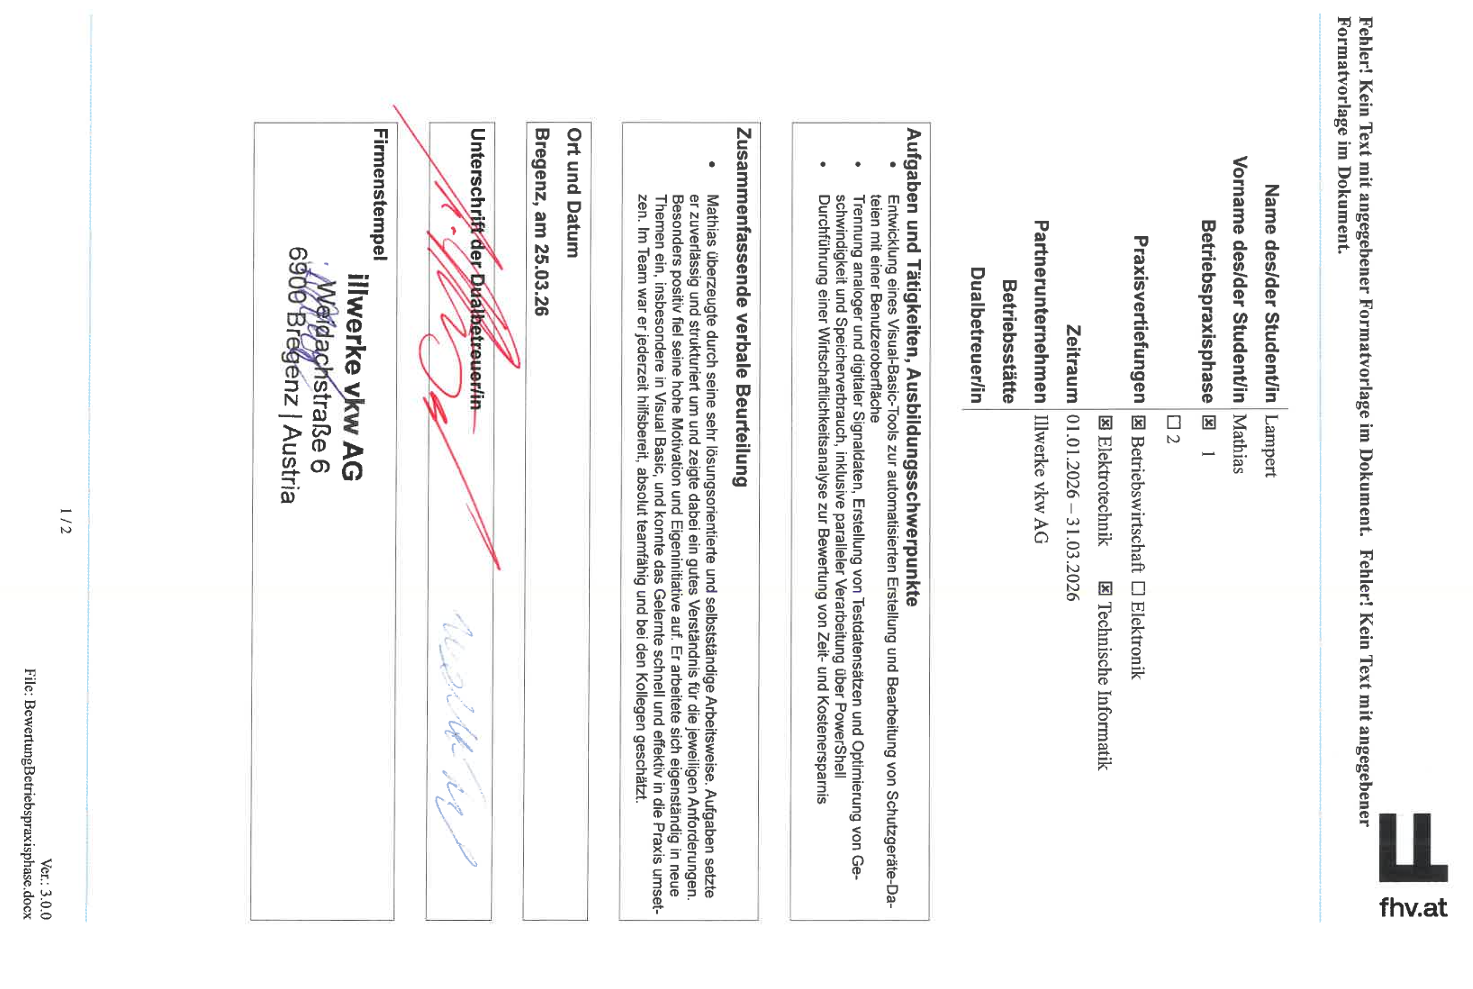 Fehler! Kein Text mit angegebener Formatvorlage im Dokument. Fehler! Kein Text mit angegebener
Formatvorlage im Dokument.
fhv.at
Name des/der Student/in Lampert
Vorname des/der Student/in Mathias
Betriebspraxisphase ☒ 1
☐ 2
Praxisvertiefungen ☒ Betriebswirtschaft ☐ Elektronik
☒ Elektrotechnik ☒ Technische Informatik
Zeitraum 01.01.2026 – 31.03.2026
Partnerunternehmen Illwerke vkw AG
Betriebsstätte
Dualbetreuer/in
Aufgaben und Tätigkeiten, Ausbildungsschwerpunkte
• Entwicklung eines Visual-Basic-Tools zur automatisierten Erstellung und Bearbeitung von Schutzgeräte-Da-
teien mit einer Benutzeroberfläche
• Trennung analoger und digitaler Signaldaten, Erstellung von Testdatensätzen und Optimierung von Ge-
schwindigkeit und Speicherverbrauch, inklusive paralleler Verarbeitung über PowerShell
• Durchführung einer Wirtschaftlichkeitsanalyse zur Bewertung von Zeit- und Kostenersparnis
Zusammenfassende verbale Beurteilung
• Mathias überzeugte durch seine sehr lösungsorientierte und selbstständige Arbeitsweise. Aufgaben setzte
er zuverlässig und strukturiert um und zeigte dabei ein gutes Verständnis für die jeweiligen Anforderungen.
Besonders positiv fiel seine hohe Motivation und Eigeninitiative auf. Er arbeitete sich eigenständig in neue
Themen ein, insbesondere in Visual Basic, und konnte das Gelernte schnell und effektiv in die Praxis umset-
zen. Im Team war er jederzeit hilfsbereit, absolut teamfähig und bei den Kollegen geschätzt.
Ort und Datum
Bregenz, am 25.03.26
Unterschrift der Dualbetreuer/in
Firmenstempel
illwerke vkw AG
Weidachstraße 6
6900 Bregenz | Austria
1 / 2
Ver.: 3.0.0
File: BewertungBetriebspraxisphase.docx